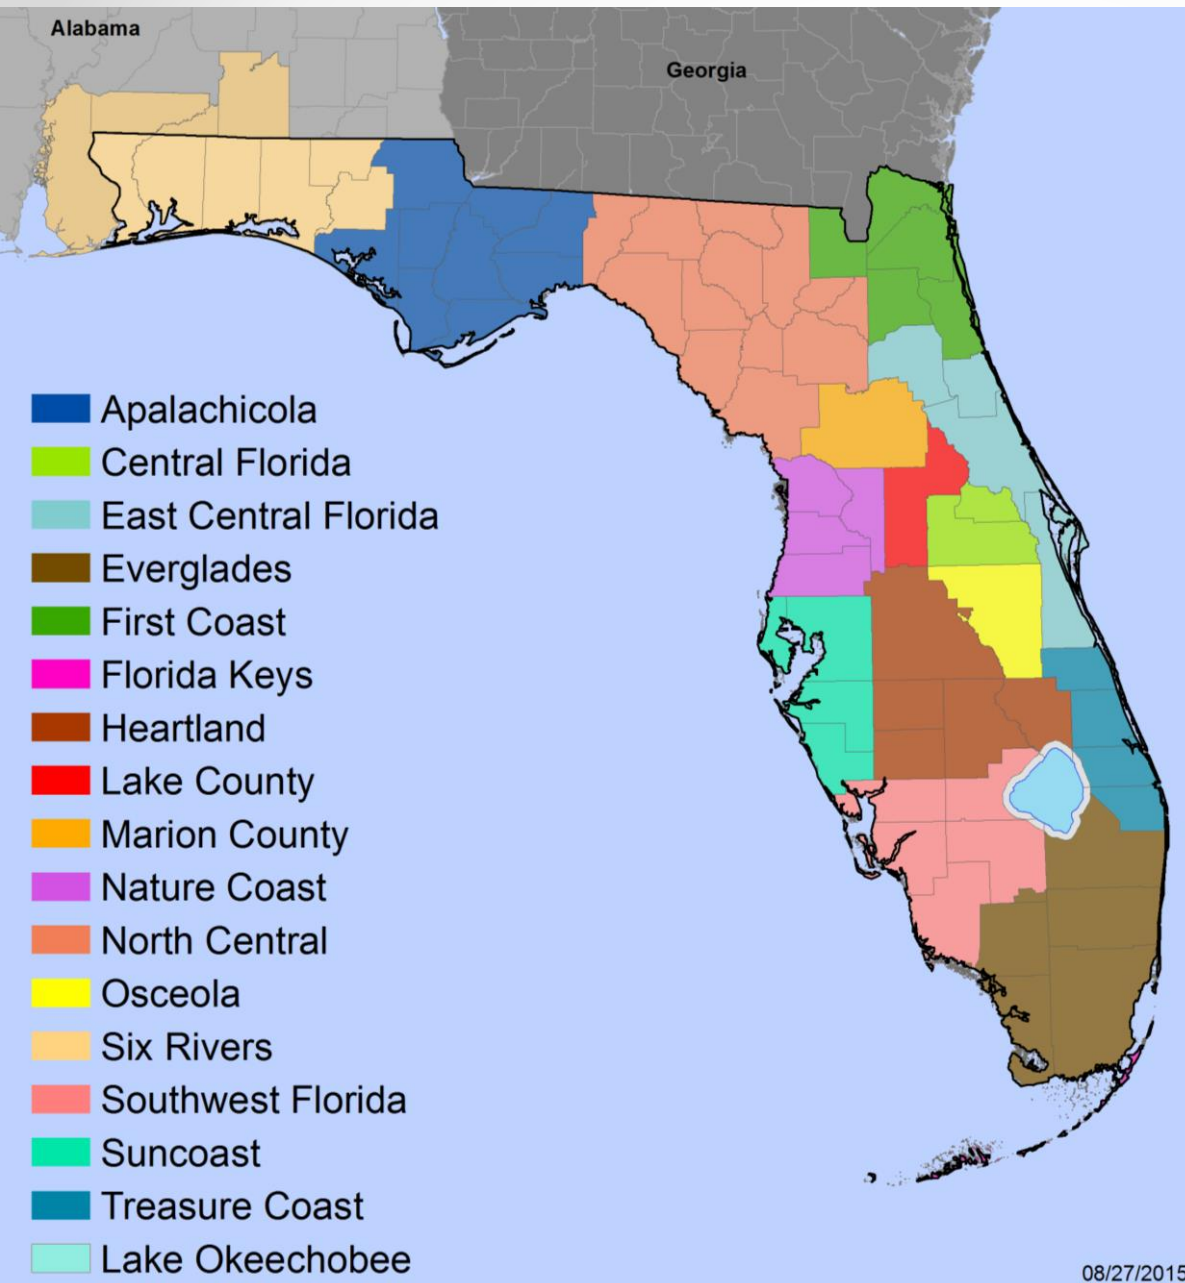 Alabama
Georgia
Apalachicola
Central Florida
East Central Florida
Everglades
First Coast
Florida Keys
Heartland
Lake County
Marion County
Nature Coast
North Central
Osceola
Six Rivers
Southwest Florida
Suncoast
Treasure Coast
Lake Okeechobee
08/27/2015